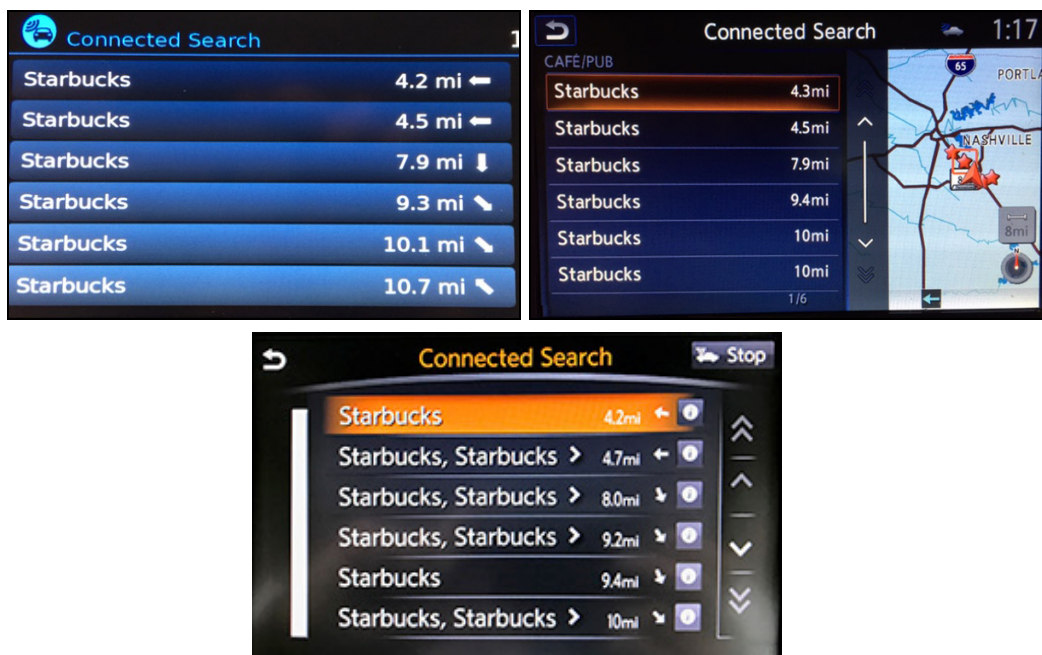 Connected Search
Starbucks 4.2 mi
Starbucks 4.5 mi
Starbucks 7.9 mi
Starbucks 9.3 mi
Starbucks 10.1 mi
Starbucks 10.7 mi
Connected Search 1:17
CAFÉ/PUB
Starbucks 4.3mi
Starbucks 4.5mi
Starbucks 7.9mi
Starbucks 9.4mi
Starbucks 10mi
Starbucks 10mi
1/6
65
PORTLA
NASHVILLE
8
8mi
N
Connected Search Stop
Starbucks 4.2mi
Starbucks, Starbucks > 4.7mi
Starbucks, Starbucks > 8.0mi
Starbucks, Starbucks > 9.2mi
Starbucks 9.4mi
Starbucks, Starbucks > 10mi